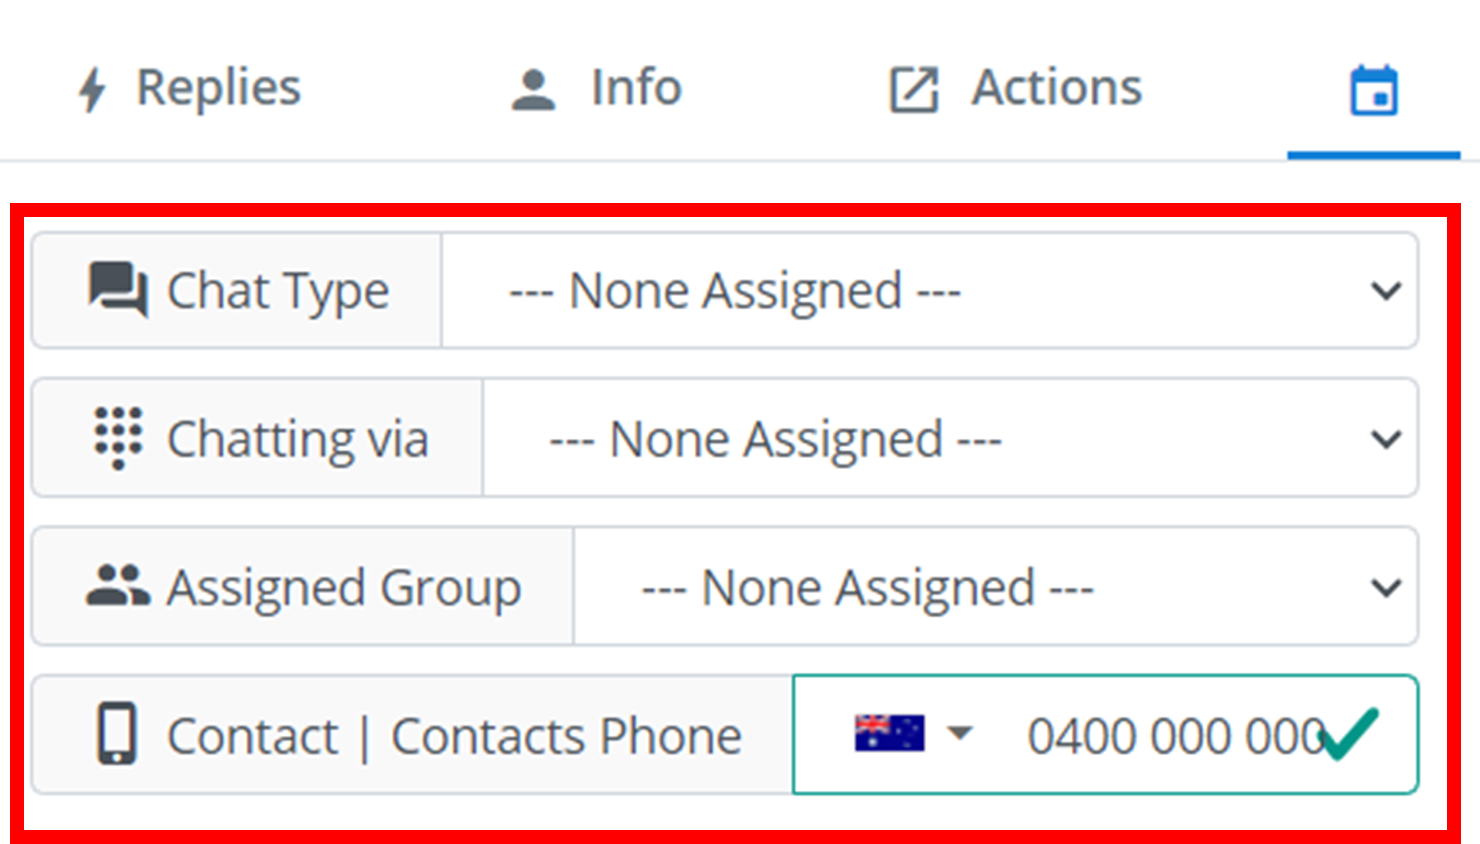 Replies Info Actions
Chat Type --- None Assigned ---
Chatting via --- None Assigned ---
Assigned Group --- None Assigned ---
Contact | Contacts Phone 0400 000 000